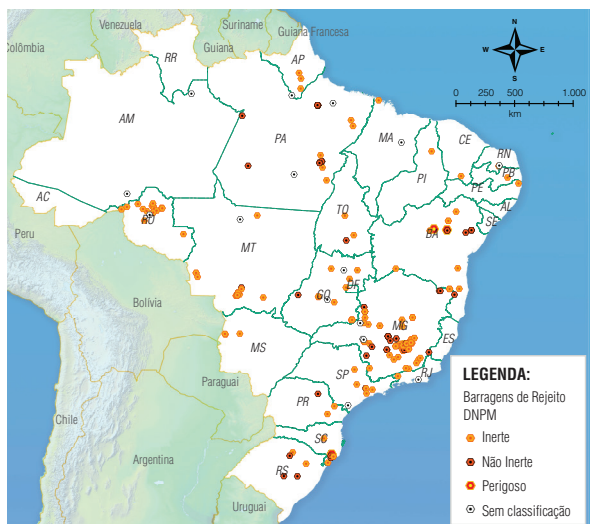 Venezuela
Suriname
Guiana Francesa
Colômbia
Guiana
RR
AP
AM
PA
MA
CE
RN
PB
PI
PE
AC
AL
TO
SE
RO
BA
Peru
MT
DF
GO
Bolívia
MG
ES
MS
SP
RJ
Paraguai
PR
Chile
SC
Argentina
RS
Uruguai
N
W E
S
0 250 500 1.000
km
LEGENDA:
Barragens de Rejeito
DNPM
Inerte
Não Inerte
Perigoso
Sem classificação